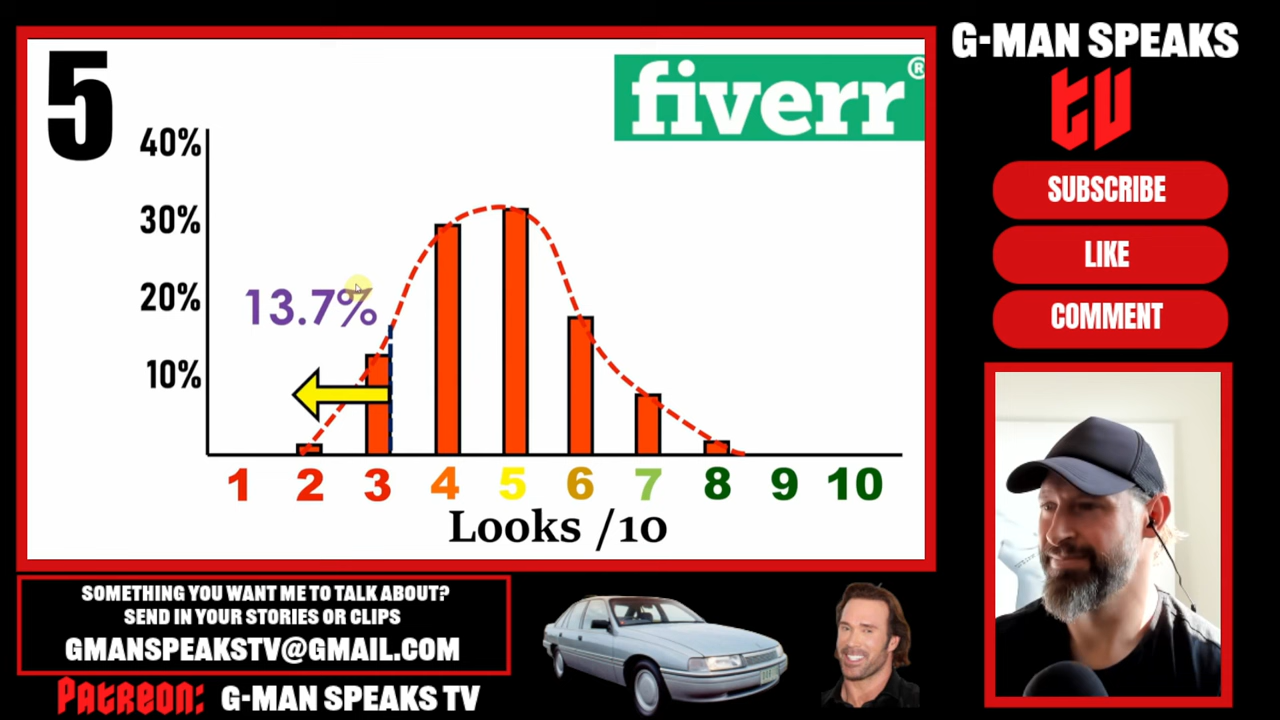 5
fiverr®
40%
30%
20%
10%
13.7%
1 2 3 4 5 6 7 8 9 10
Looks /10
G-MAN SPEAKS
TV
SUBSCRIBE
LIKE
COMMENT
SOMETHING YOU WANT ME TO TALK ABOUT?
SEND IN YOUR STORIES OR CLIPS
GMANSPEAKSTV@GMAIL.COM
PATREON: G-MAN SPEAKS TV